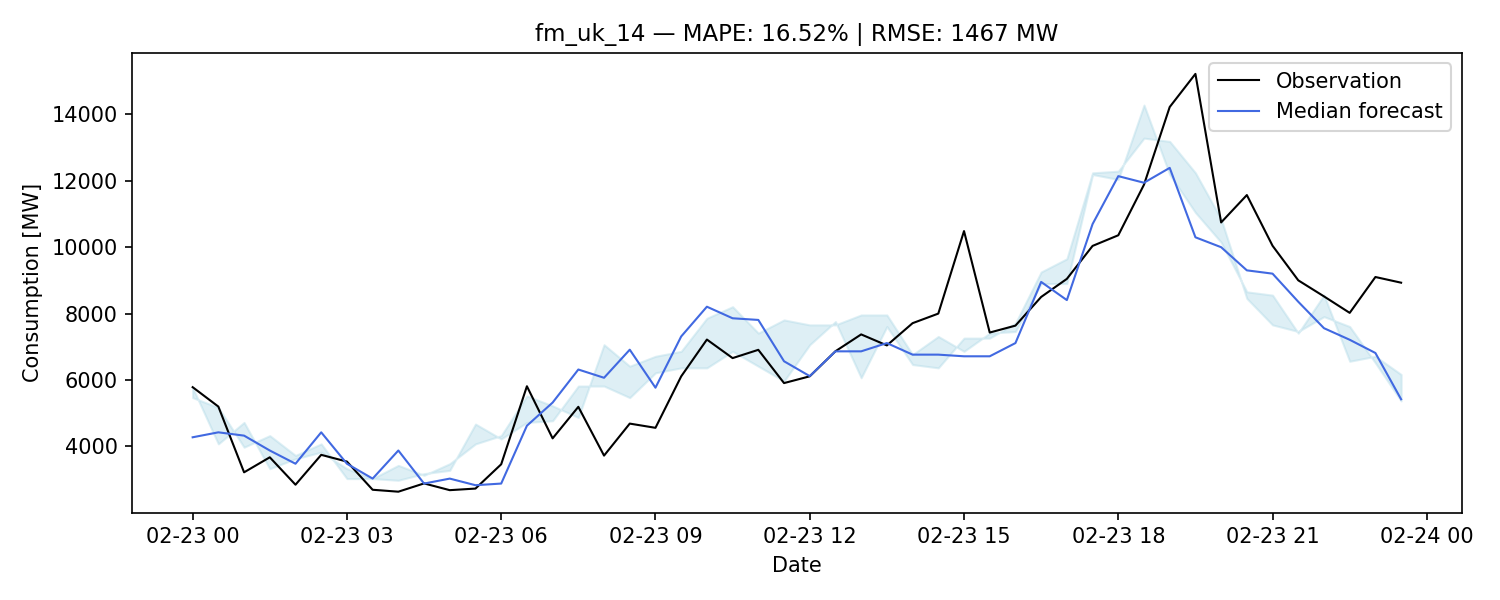 fm_uk_14 — MAPE: 16.52% | RMSE: 1467 MW
Observation
Median forecast
Consumption [MW]
14000
12000
10000
8000
6000
4000
02-23 00 02-23 03 02-23 06 02-23 09 02-23 12 02-23 15 02-23 18 02-23 21 02-24 00
Date